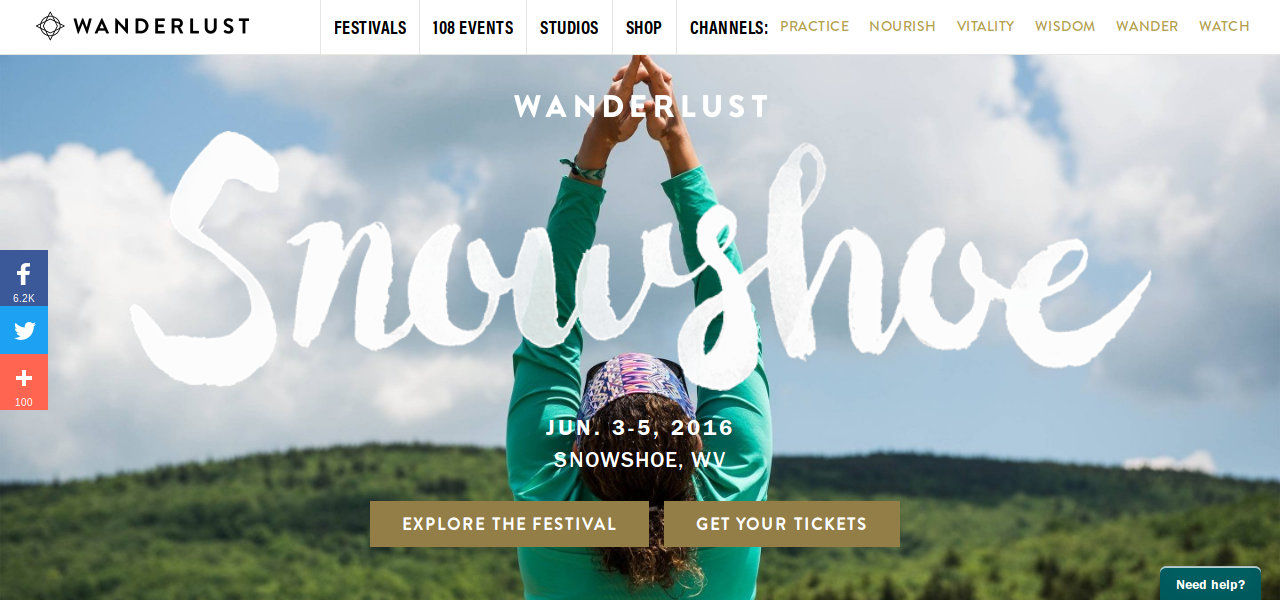 WANDERLUST
FESTIVALS
108 EVENTS
STUDIOS
SHOP
CHANNELS:
PRACTICE
NOURISH
VITALITY
WISDOM
WANDER
WATCH
WANDERLUST
Snowshoe
6.2K
100
JUN. 3-5, 2016
SNOWSHOE, WV
EXPLORE THE FESTIVAL
GET YOUR TICKETS
Need help?